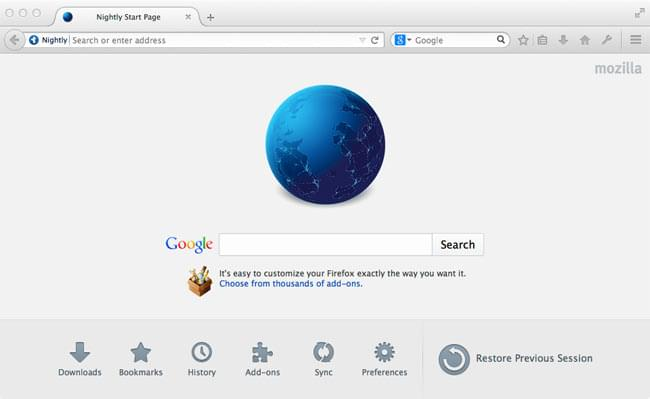 Nightly Start Page
Nightly Search or enter address
Google
mozilla
Google Search
It's easy to customize your Firefox exactly the way you want it.
Choose from thousands of add-ons.
Downloads Bookmarks History Add-ons Sync Preferences
Restore Previous Session